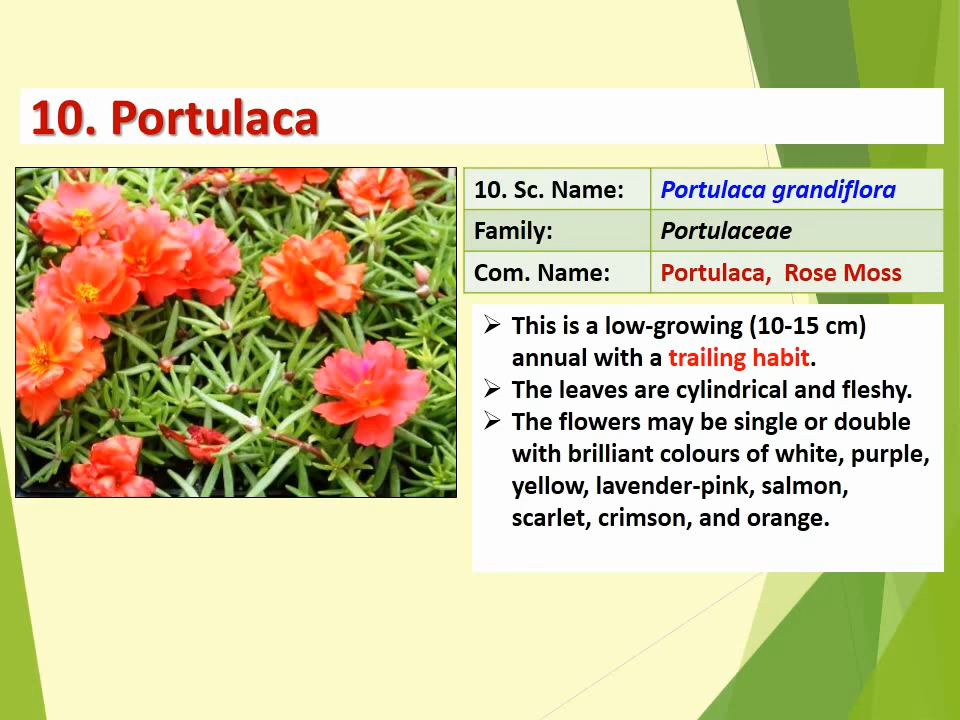 10. Portulaca
10. Sc. Name: Portulaca grandiflora
Family: Portulaceae
Com. Name: Portulaca, Rose Moss
➢ This is a low-growing (10-15 cm)
annual with a trailing habit.
➢ The leaves are cylindrical and fleshy.
➢ The flowers may be single or double
with brilliant colours of white, purple,
yellow, lavender-pink, salmon,
scarlet, crimson, and orange.